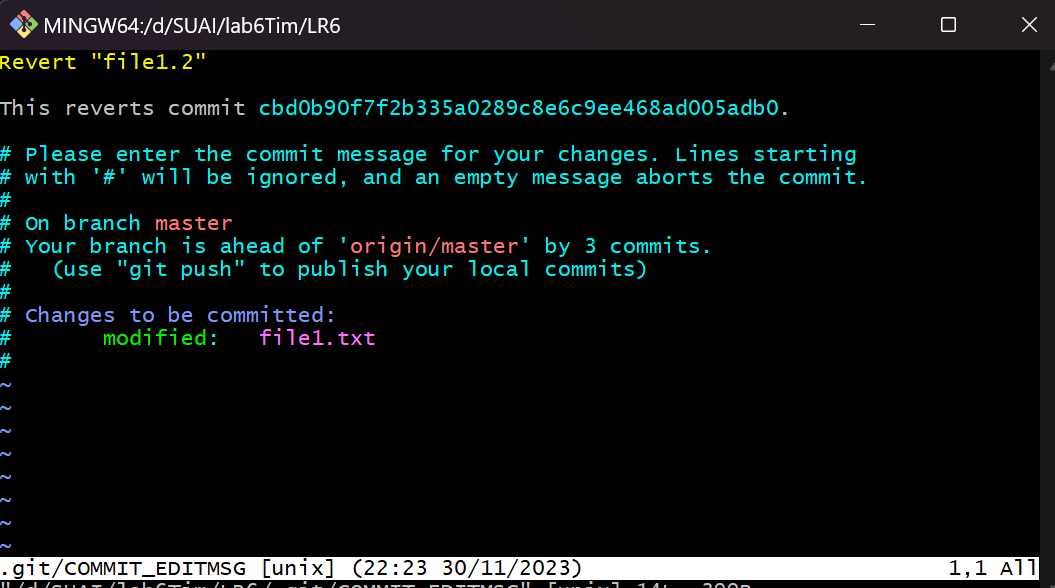 MINGW64:/d/SUAI/lab6Tim/LR6
Revert "file1.2"
This reverts commit cbd0b90f7f2b335a0289c8e6c9ee468ad005adb0.
# Please enter the commit message for your changes. Lines starting
# with '#' will be ignored, and an empty message aborts the commit.
#
# On branch master
# Your branch is ahead of 'origin/master' by 3 commits.
#   (use "git push" to publish your local commits)
#
# Changes to be committed:
#       modified:   file1.txt
#
~
~
~
~
~
~
~
~
.git/COMMIT_EDITMSG [unix] (22:23 30/11/2023) 1,1 All
"/d/SUAI/lab6Tim/LR6/.git/COMMIT_EDITMSG" [unix] 14L,